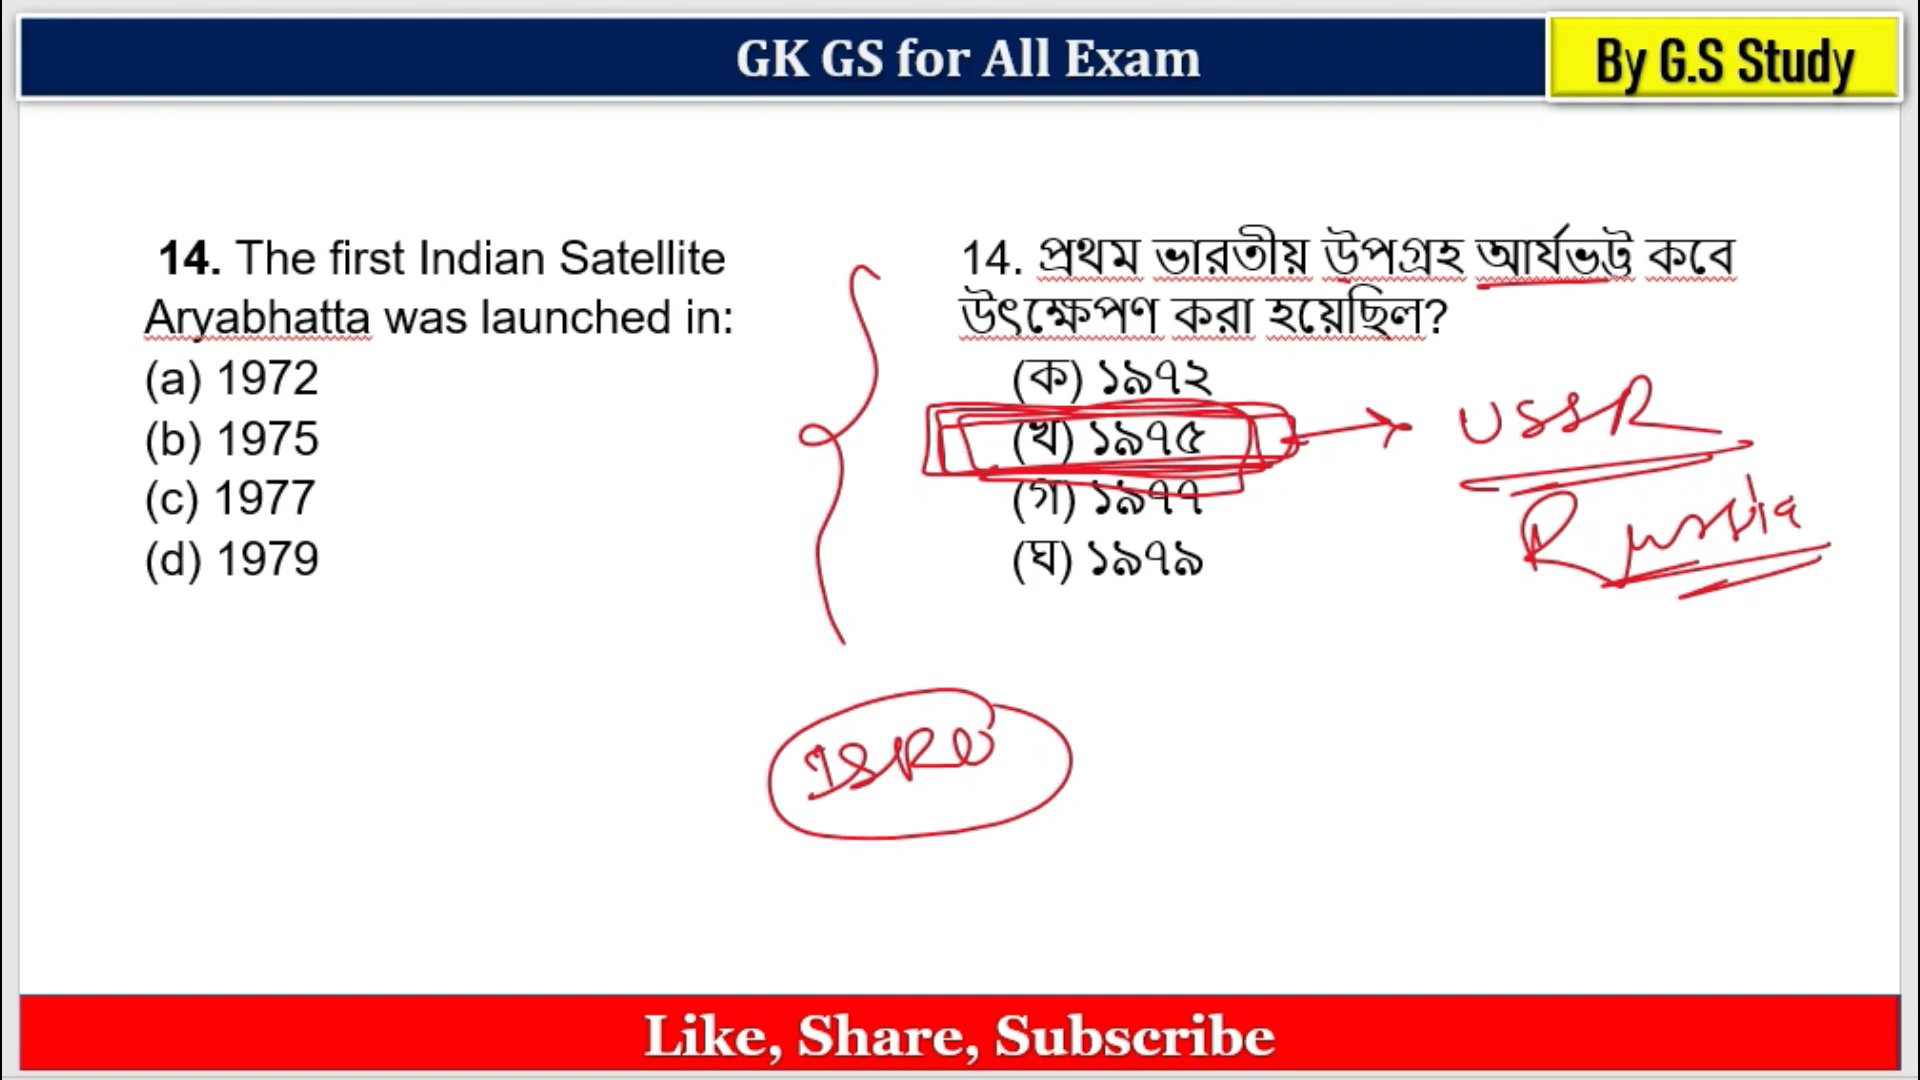 GK GS for All Exam
By G.S Study
14. The first Indian Satellite
Aryabhatta was launched in:
(a) 1972
(b) 1975
(c) 1977
(d) 1979
14. প্রথম ভারতীয় উপগ্রহ আর্যভট্ট কবে
উৎক্ষেপণ করা হয়েছিল?
(ক) ১৯৭২
(খ) ১৯৭৫
(গ) ১৯৭৭
(ঘ) ১৯৭৯
USSR
Russia
ISRO
Like, Share, Subscribe